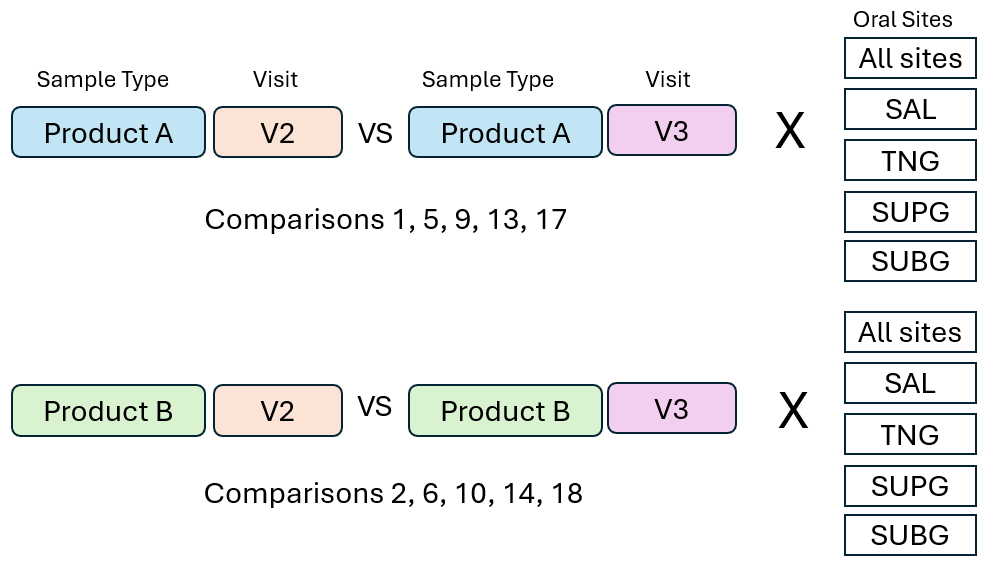 Oral Sites
All sites
Sample Type Visit Sample Type Visit
SAL
Product A V2 VS Product A V3 X
TNG
SUPG
Comparisons 1, 5, 9, 13, 17
SUBG
All sites
SAL
Product B V2 VS Product B V3 X
TNG
SUPG
Comparisons 2, 6, 10, 14, 18
SUBG